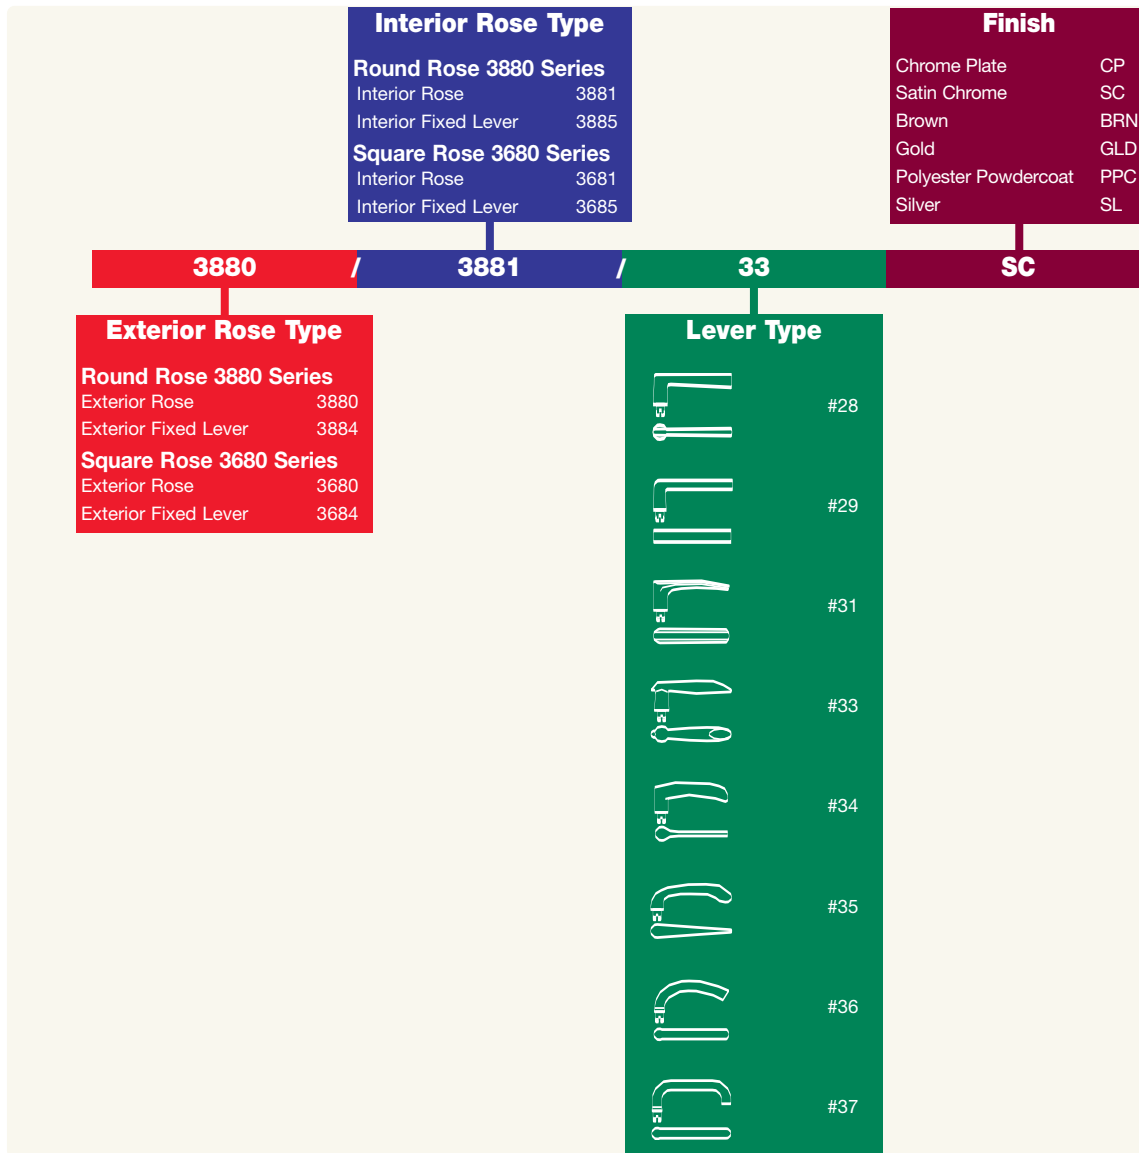 Interior Rose Type
Round Rose 3880 Series
Interior Rose 3881
Interior Fixed Lever 3885
Square Rose 3680 Series
Interior Rose 3681
Interior Fixed Lever 3685
Finish
Chrome Plate CP
Satin Chrome SC
Brown BRN
Gold GLD
Polyester Powdercoat PPC
Silver SL
3880 / 3881 / 33 SC
Exterior Rose Type
Round Rose 3880 Series
Exterior Rose 3880
Exterior Fixed Lever 3884
Square Rose 3680 Series
Exterior Rose 3680
Exterior Fixed Lever 3684
Lever Type
#28
#29
#31
#33
#34
#35
#36
#37